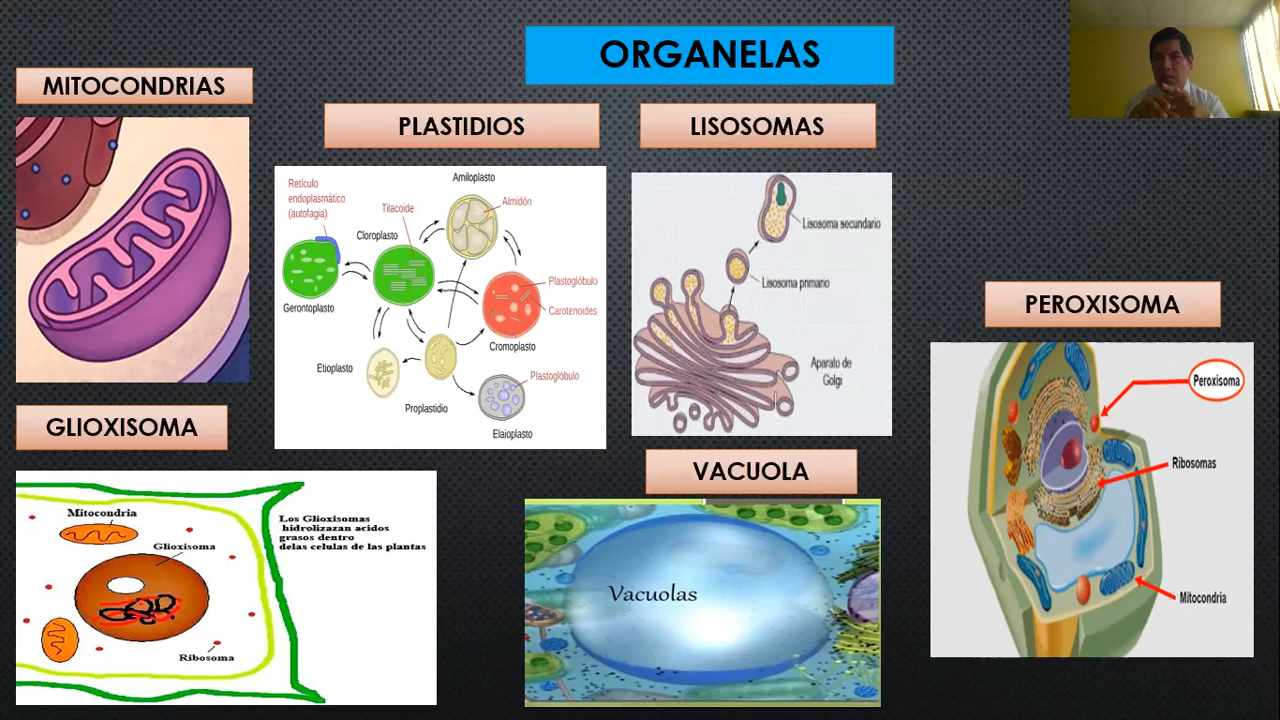 ORGANELAS
MITOCONDRIAS
PLASTIDIOS
LISOSOMAS
Retículo
endoplasmático
(autofagia)
Amiloplasto
Almidón
Tilacoide
Cloroplasto
Gerontoplasto
Plastoglóbulo
Carotenoides
Cromoplasto
Etioplasto
Proplastidio
Plastoglóbulo
Elaioplasto
Lisosoma secundario
Lisosoma primario
Aparato de
Golgi
PEROXISOMA
Peroxisoma
Ribosomas
Mitocondria
GLIOXISOMA
Mitocondria
Glioxisoma
Los Glioxisomas
hidrolizazan acidos
grasos dentro
delas celulas de las plantas
Ribosoma
VACUOLA
Vacuolas